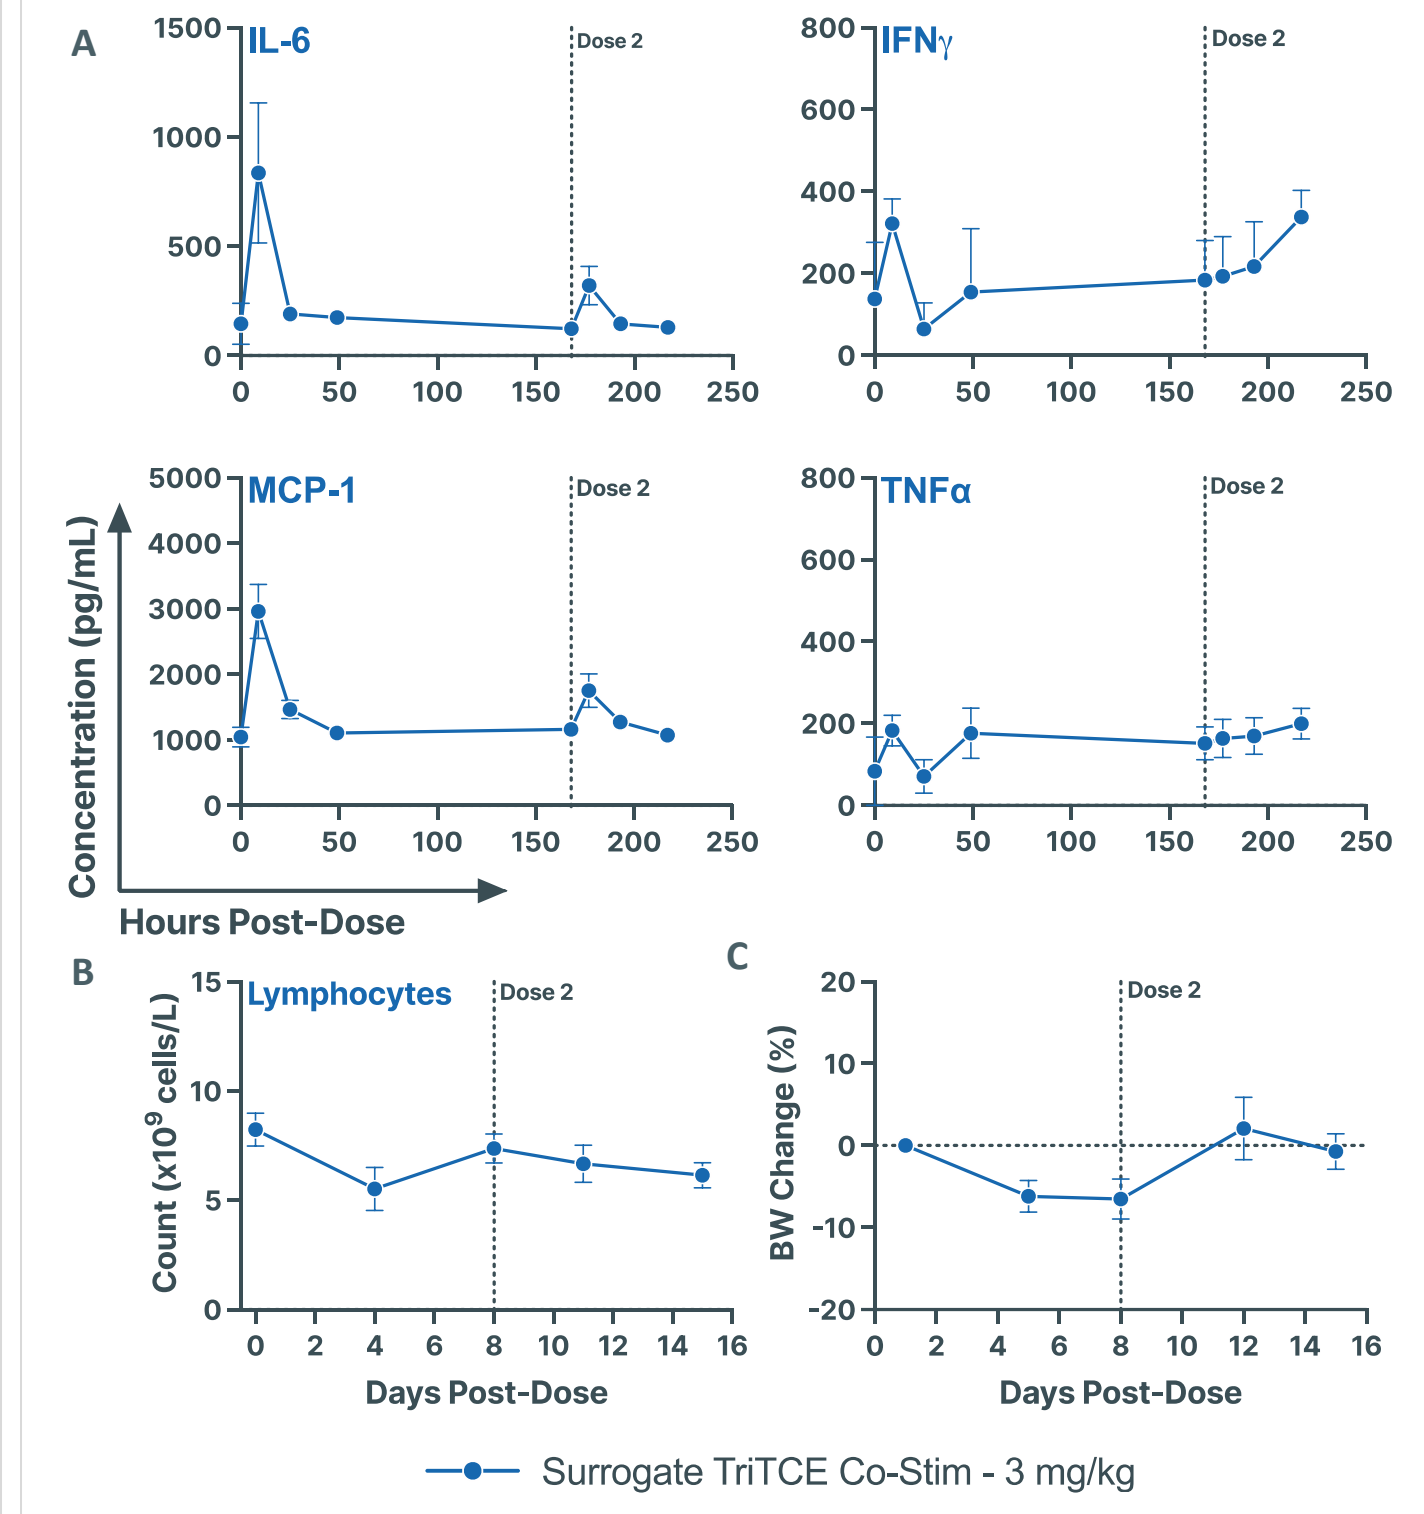 A
IL-6
Dose 2
1500
1000
500
0
0 50 100 150 200 250
IFNγ
Dose 2
800
600
400
200
0
0 50 100 150 200 250
MCP-1
Dose 2
5000
4000
3000
2000
1000
0
0 50 100 150 200 250
TNFα
Dose 2
800
600
400
200
0
0 50 100 150 200 250
Concentration (pg/mL)
Hours Post-Dose
B
Lymphocytes
Dose 2
Count (x10⁹ cells/L)
15
10
5
0
0 2 4 6 8 10 12 14 16
Days Post-Dose
C
Dose 2
BW Change (%)
20
10
0
-10
-20
0 2 4 6 8 10 12 14 16
Days Post-Dose
Surrogate TriTCE Co-Stim - 3 mg/kg